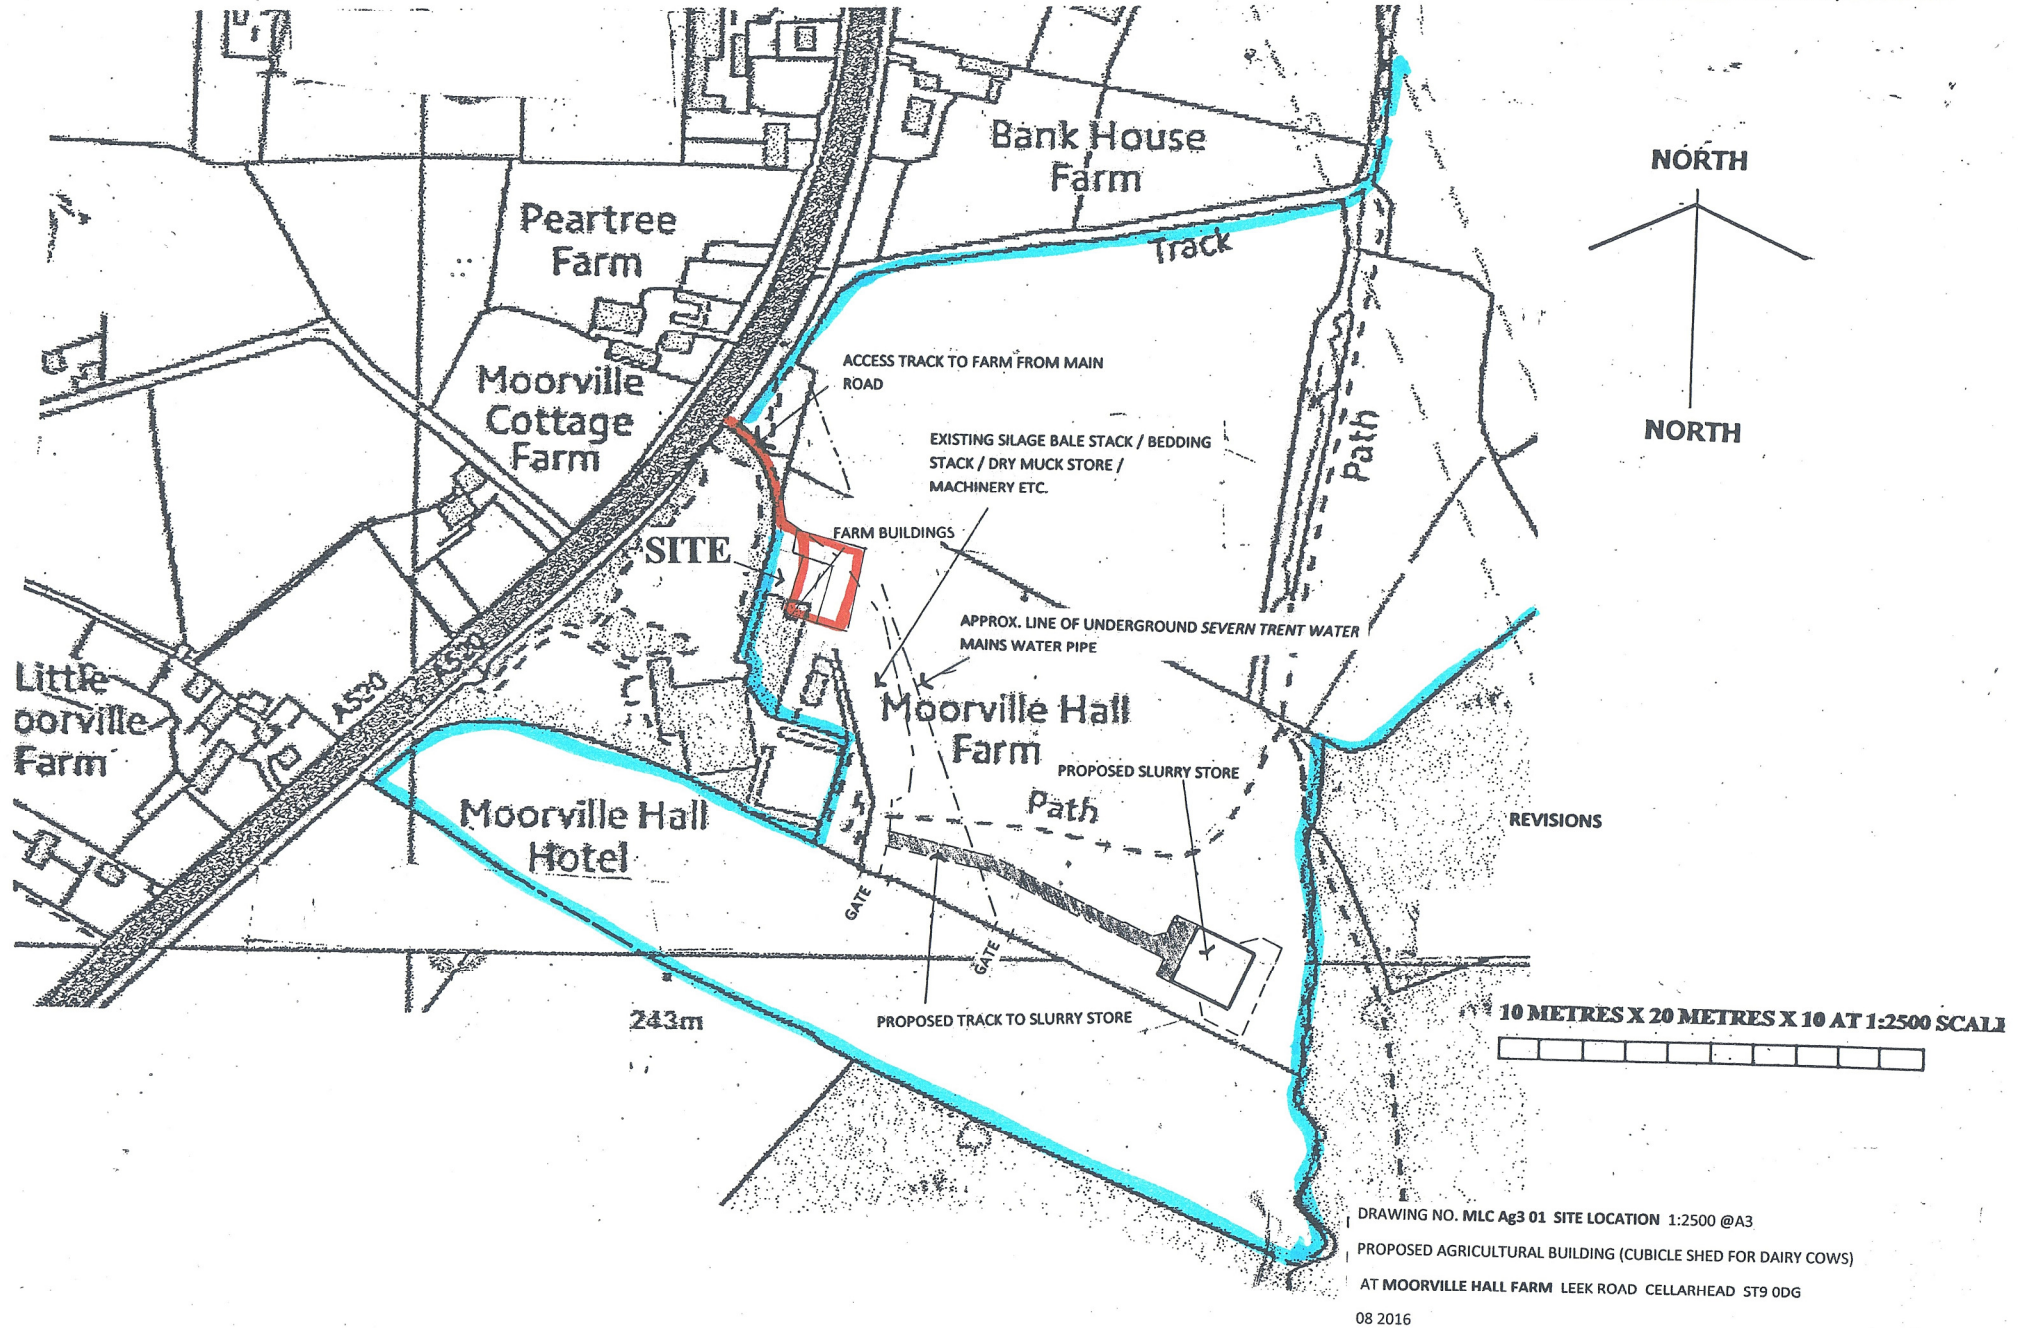 Bank House
Farm
NORTH
Peartree
Farm
Track
ACCESS TRACK TO FARM FROM MAIN
ROAD
Moorville
Cottage
Farm
EXISTING SILAGE BALE STACK / BEDDING
STACK / DRY MUCK STORE /
MACHINERY ETC.
NORTH
Path
FARM BUILDINGS
SITE
APPROX. LINE OF UNDERGROUND SEVERN TRENT WATER
MAINS WATER PIPE
A520
A520
Little
oorville
Farm
Moorville Hall
Farm
PROPOSED SLURRY STORE
Path
Moorville Hall
Hotel
REVISIONS
GATE
GATE
243m
PROPOSED TRACK TO SLURRY STORE
10 METRES X 20 METRES X 10 AT 1:2500 SCALE
DRAWING NO. MLC Ag3 01 SITE LOCATION 1:2500 @A3
PROPOSED AGRICULTURAL BUILDING (CUBICLE SHED FOR DAIRY COWS)
AT MOORVILLE HALL FARM LEEK ROAD CELLARHEAD ST9 0DG
08 2016